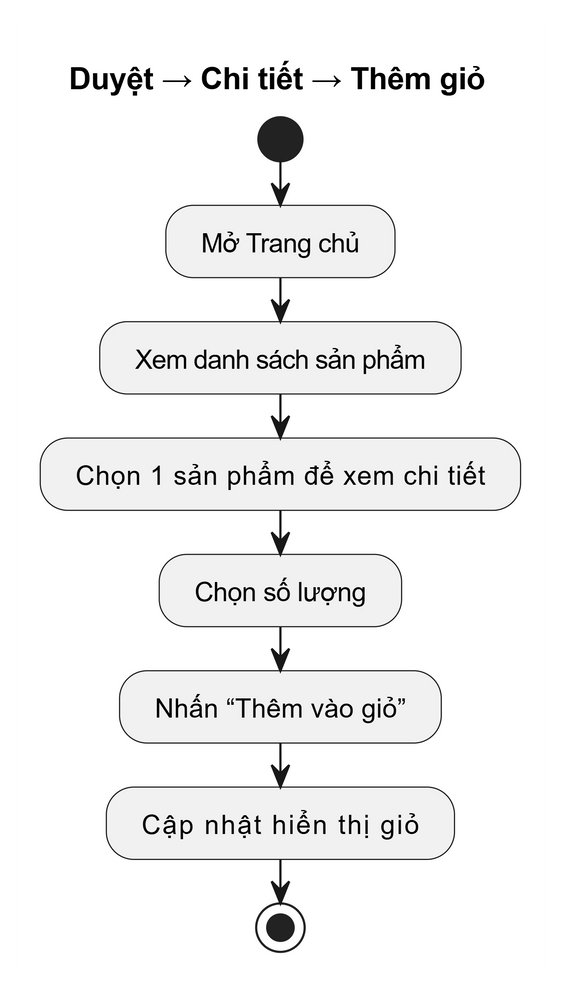 Duyệt → Chi tiết → Thêm giỏ
Mở Trang chủ
Xem danh sách sản phẩm
Chọn 1 sản phẩm để xem chi tiết
Chọn số lượng
Nhấn “Thêm vào giỏ”
Cập nhật hiển thị giỏ